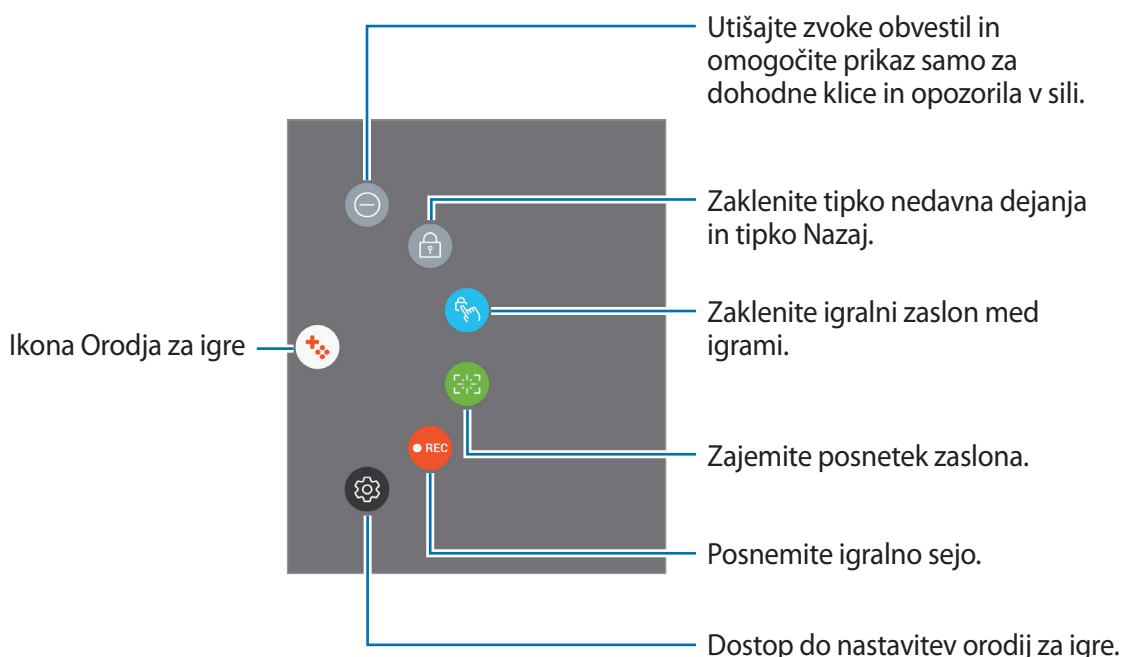 Utišajte zvoke obvestil in
omogočite prikaz samo za
dohodne klice in opozorila v sili.
Zaklenite tipko nedavna dejanja
in tipko Nazaj.
Zaklenite igralni zaslon med
igrami.
Ikona Orodja za igre
Zajemite posnetek zaslona.
REC
Posnemite igralno sejo.
Dostop do nastavitev orodij za igre.